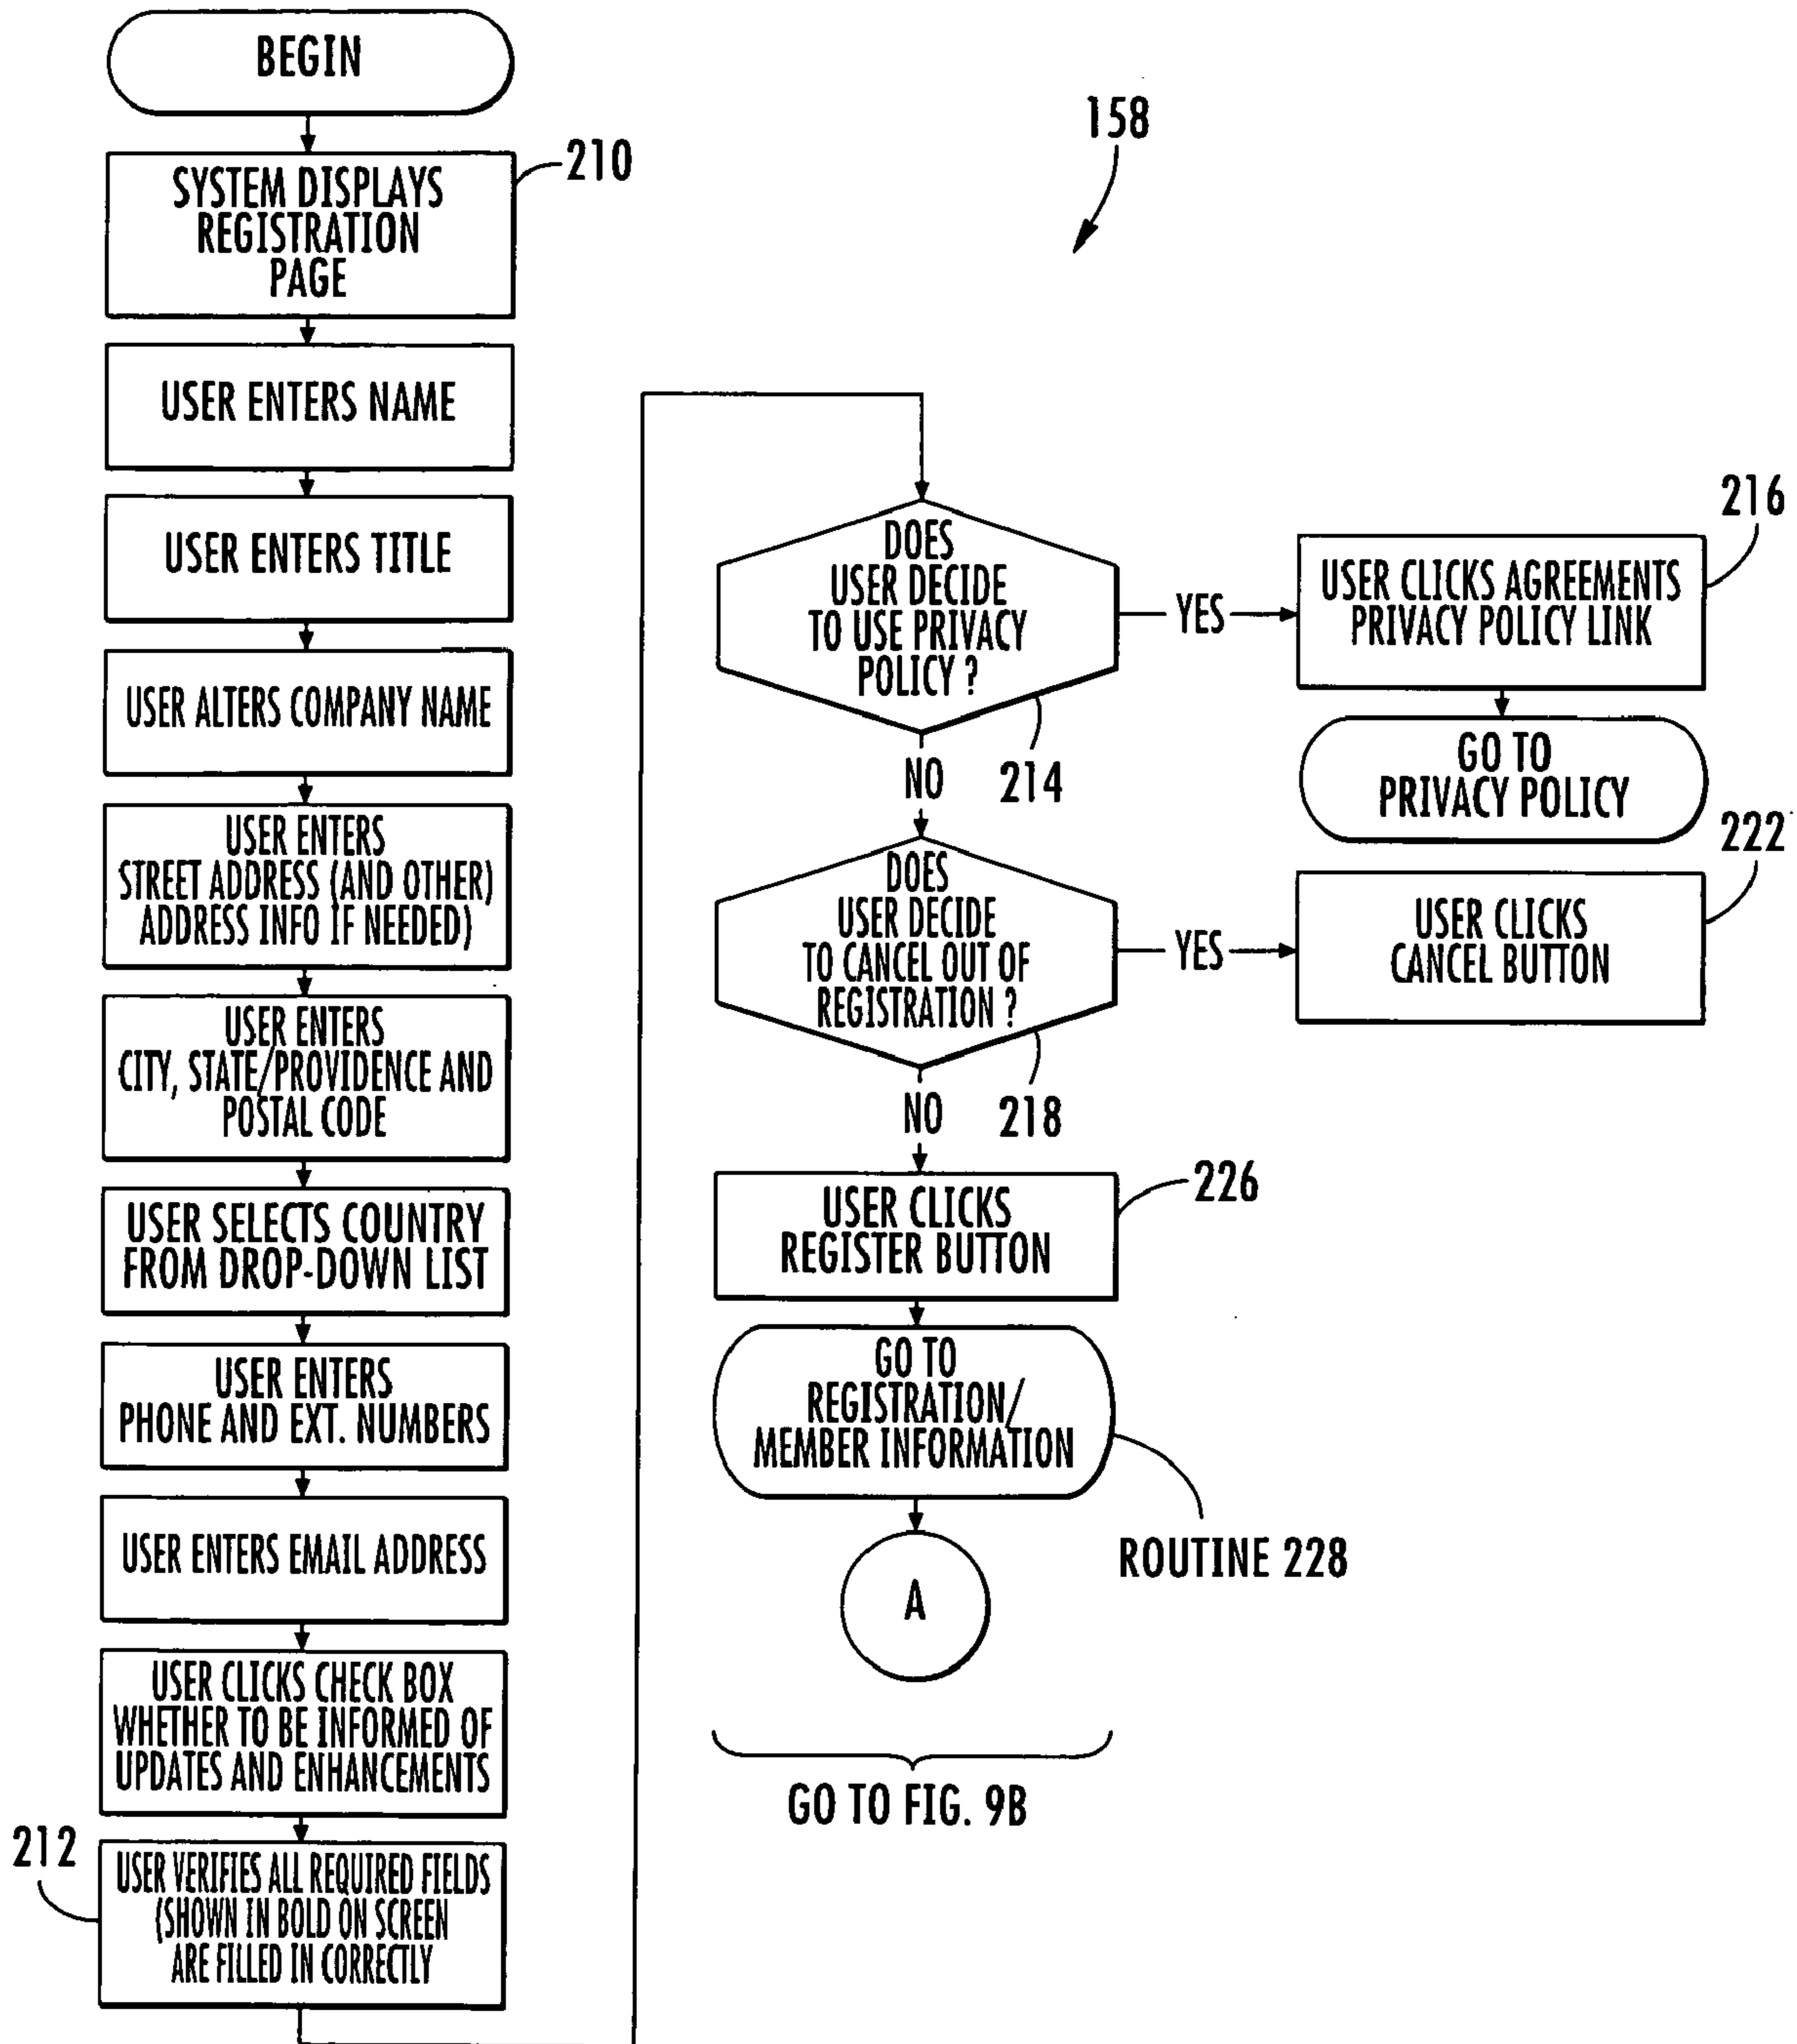 BEGIN
210
SYSTEM DISPLAYS
REGISTRATION
PAGE
USER ENTERS NAME
USER ENTERS TITLE
USER ALTERS COMPANY NAME
USER ENTERS
STREET ADDRESS (AND OTHER)
ADDRESS INFO IF NEEDED)
USER ENTERS
CITY, STATE/PROVIDENCE AND
POSTAL CODE
USER SELECTS COUNTRY
FROM DROP-DOWN LIST
USER ENTERS
PHONE AND EXT. NUMBERS
USER ENTERS EMAIL ADDRESS
USER CLICKS CHECK BOX
WHETHER TO BE INFORMED OF
UPDATES AND ENHANCEMENTS
212
USER VERIFIES ALL REQUIRED FIELDS
(SHOWN IN BOLD ON SCREEN
ARE FILLED IN CORRECTLY
158
DOES
USER DECIDE
TO USE PRIVACY
POLICY ?
214
YES
216
USER CLICKS AGREEMENTS
PRIVACY POLICY LINK
GO TO
PRIVACY POLICY
NO
DOES
USER DECIDE
TO CANCEL OUT OF
REGISTRATION ?
218
YES
222
USER CLICKS
CANCEL BUTTON
NO
226
USER CLICKS
REGISTER BUTTON
GO TO
REGISTRATION/
MEMBER INFORMATION
ROUTINE 228
A
GO TO FIG. 9B